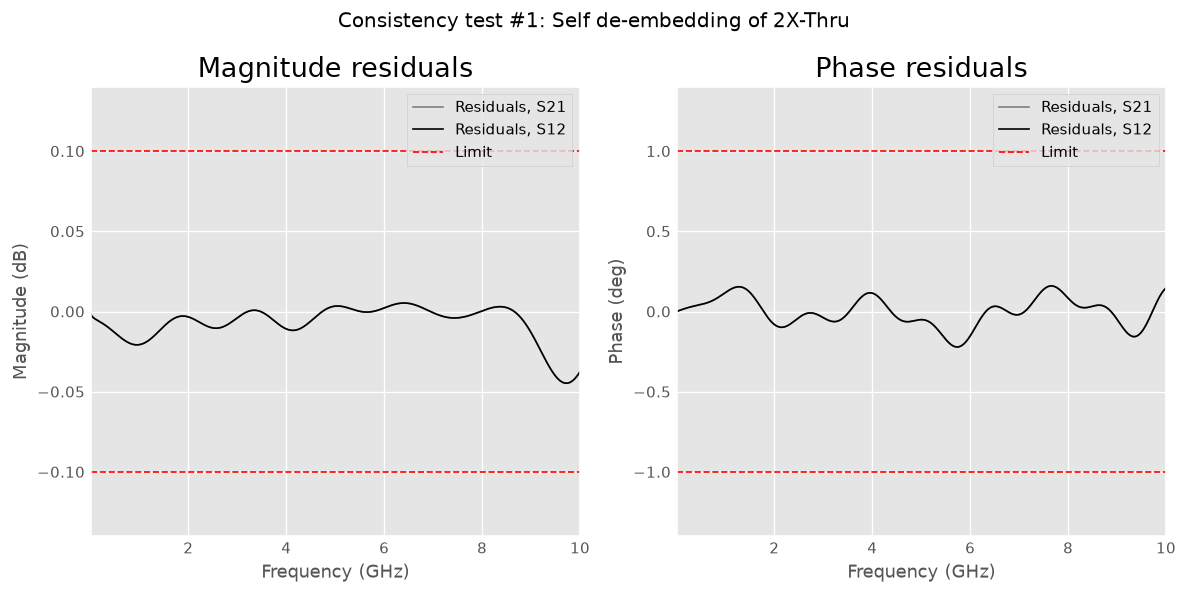 Consistency test #1: Self de-embedding of 2X-Thru
Magnitude residuals
Residuals, S21
Residuals, S12
Limit
0.10
0.05
0.00
−0.05
−0.10
Magnitude (dB)
2
4
6
8
10
Frequency (GHz)
Phase residuals
Residuals, S21
Residuals, S12
Limit
1.0
0.5
0.0
−0.5
−1.0
Phase (deg)
2
4
6
8
10
Frequency (GHz)